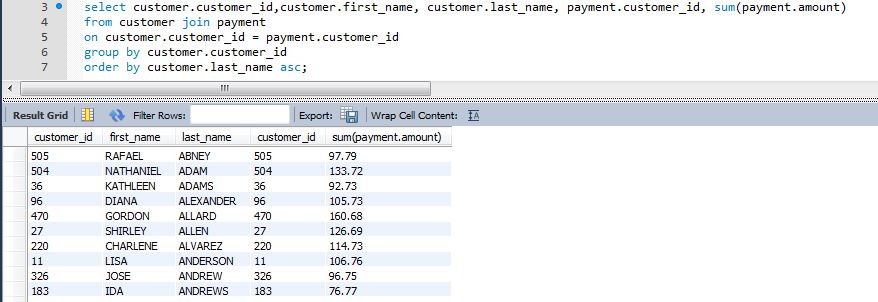 3 select customer.customer_id,customer.first_name, customer.last_name, payment.customer_id, sum(payment.amount)
4 from customer join payment
5 on customer.customer_id = payment.customer_id
6 group by customer.customer_id
7 order by customer.last_name asc;
Result Grid Filter Rows: Export: Wrap Cell Content:
customer_id first_name last_name customer_id sum(payment.amount)
505 RAFAEL ABNEY 505 97.79
504 NATHANIEL ADAM 504 133.72
36 KATHLEEN ADAMS 36 92.73
96 DIANA ALEXANDER 96 105.73
470 GORDON ALLARD 470 160.68
27 SHIRLEY ALLEN 27 126.69
220 CHARLENE ALVAREZ 220 114.73
11 LISA ANDERSON 11 106.76
326 JOSE ANDREW 326 96.75
183 IDA ANDREWS 183 76.77